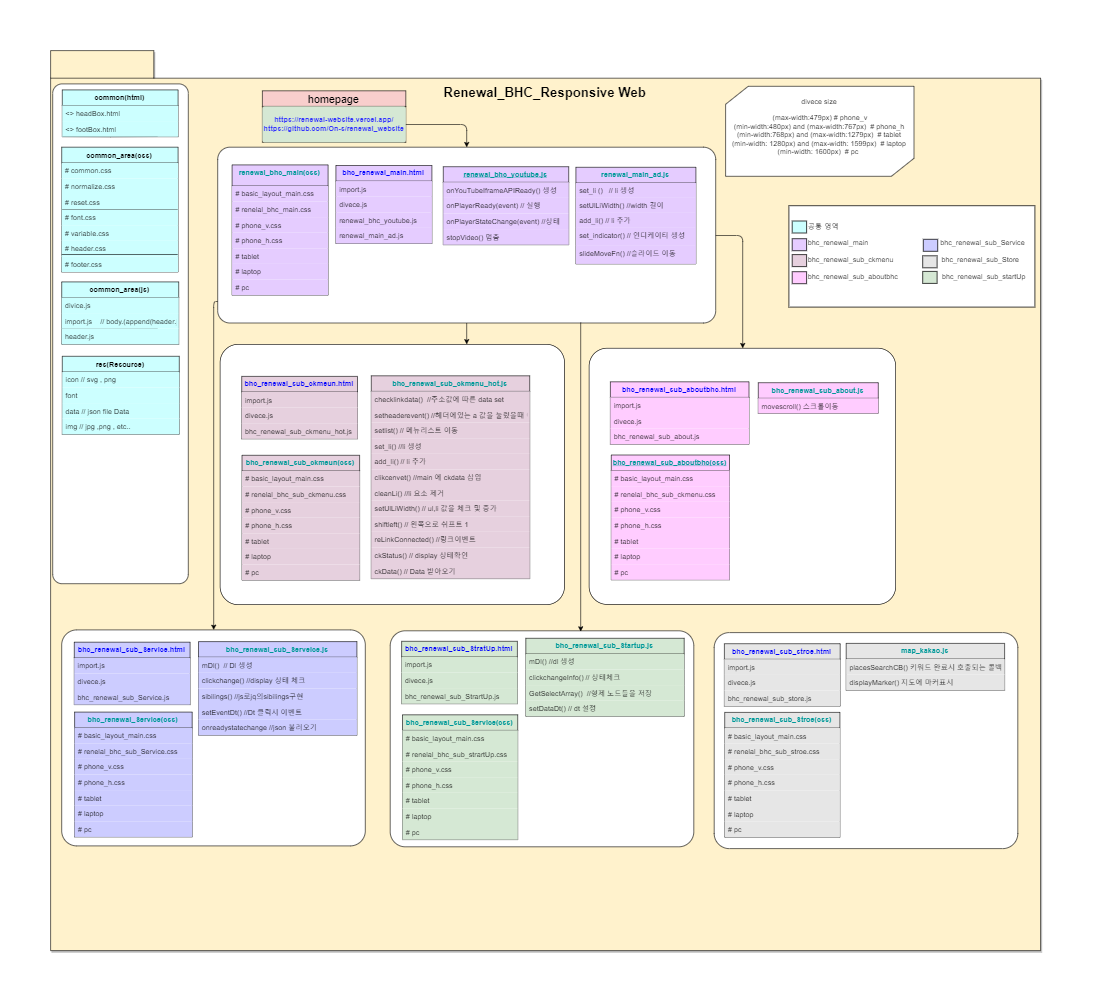 Renewal_BHC_Responsive Web
common(html)
<> headBox.html
<> footBox.html
common_area(css)
# common.css
# normalize.css
# reset.css
# font.css
# variable.css
# header.css
# footer.css
common_area(js)
divice.js
import.js // body.(append(header.
header.js
res(Resource)
icon // svg , png
font
data // json file Data
img // jpg ,png , etc..
homepage
https://renewal-website.vercel.app/
https://github.com/On-s/renewal_website
divece size
(max-width:479px) # phone_v
(min-width:480px) and (max-width:767px) # phone_h
(min-width:768px) and (max-width:1279px) # tablet
(min-width: 1280px) and (max-width: 1599px) # laptop
(min-width: 1600px) # pc
공통 영역
bhc_renewal_main
bhc_renewal_sub_Service
bhc_renewal_sub_ckmenu
bhc_renewal_sub_Store
bhc_renewal_sub_aboutbhc
bhc_renewal_sub_startUp
renewal_bhc_main(css)
# basic_layout_main.css
# renelal_bhc_main.css
# phone_v.css
# phone_h.css
# tablet
# laptop
# pc
bhc_renewal_main.html
import.js
divece.js
renewal_bhc_youtube.js
renewal_main_ad.js
renewal_bhc_youtube.js
onYouTubeIframeAPIReady() 생성
onPlayerReady(event) // 실행
onPlayerStateChange(event) //상태
stopVideo() 멈춤
renewal_main_ad.js
set_li () // li 생성
setUlLiWidth() //width 길이
add_li() // li 추가
set_indicator() // 인디케이터 생성
slideMoveFn() //슬라이드 이동
bhc_renewal_sub_ckmeun.html
import.js
divece.js
bhc_renewal_sub_ckmenu_hot.js
bhc_renewal_sub_ckmeun(css)
# basic_layout_main.css
# renelal_bhc_sub_ckmenu.css
# phone_v.css
# phone_h.css
# tablet
# laptop
# pc
bhc_renewal_sub_ckmenu_hot.js
checklinkdata() //주소값에 따른 data set
setheaderevent() //헤더에있는 a 값을 눌렀을때
setlist() // 메뉴리스트 이동
set_li() //li 생성
add_li() // li 추가
clikcenvet() //main 에 ckdata 삽입
cleanLi() //li 요소 제거
setUlLiWidth() // ul,li 값을 체크 및 증가
shiftleft() // 왼쪽으로 쉬프트 1
reLinkConnected() //링크이벤트
ckStatus() // display 상태확인
ckData() // Data 받아오기
bhc_renewal_sub_aboutbhc.html
import.js
divece.js
bhc_renewal_sub_about.js
bhc_renewal_sub_aboutbhc(css)
# basic_layout_main.css
# renelal_bhc_sub_ckmenu.css
# phone_v.css
# phone_h.css
# tablet
# laptop
# pc
bhc_renewal_sub_about.js
movescroll() 스크롤이동
bhc_renewal_sub_Service.html
import.js
divece.js
bhc_renewal_sub_Service.js
bhc_renewal_Service(css)
# basic_layout_main.css
# renelal_bhc_sub_Service.css
# phone_v.css
# phone_h.css
# tablet
# laptop
# pc
bhc_renewal_sub_Serveice.js
mDl() // Dl 생성
clickchange() //display 상태 체크
sibilings() //js로jq의sibilings구현
setEventDt() //Dt 클릭시 이벤트
onreadystatechange //json 불러오기
bhc_renewal_sub_StratUp.html
import.js
divece.js
bhc_renewal_sub_StrartUp.js
bhc_renewal_sub_Service(css)
# basic_layout_main.css
# renelal_bhc_sub_strartUp.css
# phone_v.css
# phone_h.css
# tablet
# laptop
# pc
bhc_renewal_sub_Startup.js
mDl() //dl 생성
clickchangeInfo() // 상태체크
GetSelectArray() //형제 노드들을 저장
setDataDt() // dt 설정
bhc_renewal_sub_stroe.html
import.js
divece.js
bhc_renewal_sub_store.js
bhc_renewal_sub_Stroe(css)
# basic_layout_main.css
# renelal_bhc_sub_stroe.css
# phone_v.css
# phone_h.css
# tablet
# laptop
# pc
map_kakao.js
placesSearchCB() 키워드 완료시 호출되는 콜백
displayMarker() 지도에 마커표시